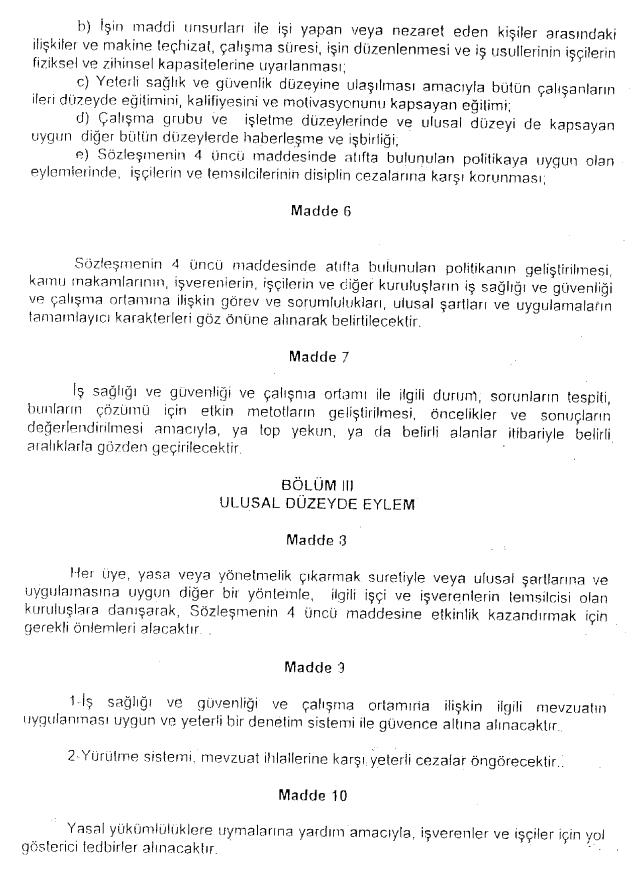 b) İşin maddi unsurları ile işi yapan veya nezaret eden kişiler arasındaki
ilişkiler ve makine teçhizat, çalışma süresi, işin düzenlenmesi ve iş usullerinin işçilerin
fiziksel ve zihinsel kapasitelerine uyarlanması;
c) Yeterli sağlık ve güvenlik düzeyine ulaşılması amacıyla bütün çalışanların
ileri düzeyde eğitimini, kalifiyesini ve motivasyonunu kapsayan eğitimi;
d) Çalışma grubu ve işletme düzeylerinde ve ulusal düzeyi de kapsayan
uygun diğer bütün düzeylerde haberleşme ve işbirliği,
e) Sözleşmenin 4 üncü maddesinde atıfta bulunulan politikaya uygun olan
eylemlerinde, işçilerin ve temsilcilerinin disiplin cezalarına karşı korunması;
Madde 6
Sözleşmenin 4 üncü maddesinde atıfta bulunulan politikanın geliştirilmesi,
kamu makamlarının, işverenlerin, işçilerin ve diğer kuruluşların iş sağlığı ve güvenliği
ve çalışma ortamına ilişkin görev ve sorumlulukları, ulusal şartları ve uygulamaların
tamamlayıcı karakterleri göz önüne alınarak belirtilecektir.
Madde 7
İş sağlığı ve güvenliği ve çalışma ortamı ile ilgili durum, sorunların tespiti,
bunların çözümü için etkin metotların geliştirilmesi, öncelikler ve sonuçların
değerlendirilmesi amacıyla, ya top yekun, ya da belirli alanlar itibariyle belirli
aralıklarla gözden geçirilecektir.
BÖLÜM III
ULUSAL DÜZEYDE EYLEM
Madde 8
Her üye, yasa veya yönetmelik çıkarmak suretiyle veya ulusal şartlarına ve
uygulamasına uygun diğer bir yöntemle, ilgili işçi ve işverenlerin temsilcisi olan
kuruluşlara danışarak, Sözleşmenin 4 üncü maddesine etkinlik kazandırmak için
gerekli önlemleri alacaktır.
Madde 9
1-İş sağlığı ve güvenliği ve çalışma ortamına ilişkin ilgili mevzuatın
uygulanması uygun ve yeterli bir denetim sistemi ile güvence altına alınacaktır.
2-Yürütme sistemi, mevzuat ihlallerine karşı yeterli cezalar öngörecektir.
Madde 10
Yasal yükümlülüklere uymalarına yardım amacıyla, işverenler ve işçiler için yol
gösterici tedbirler alınacaktır.